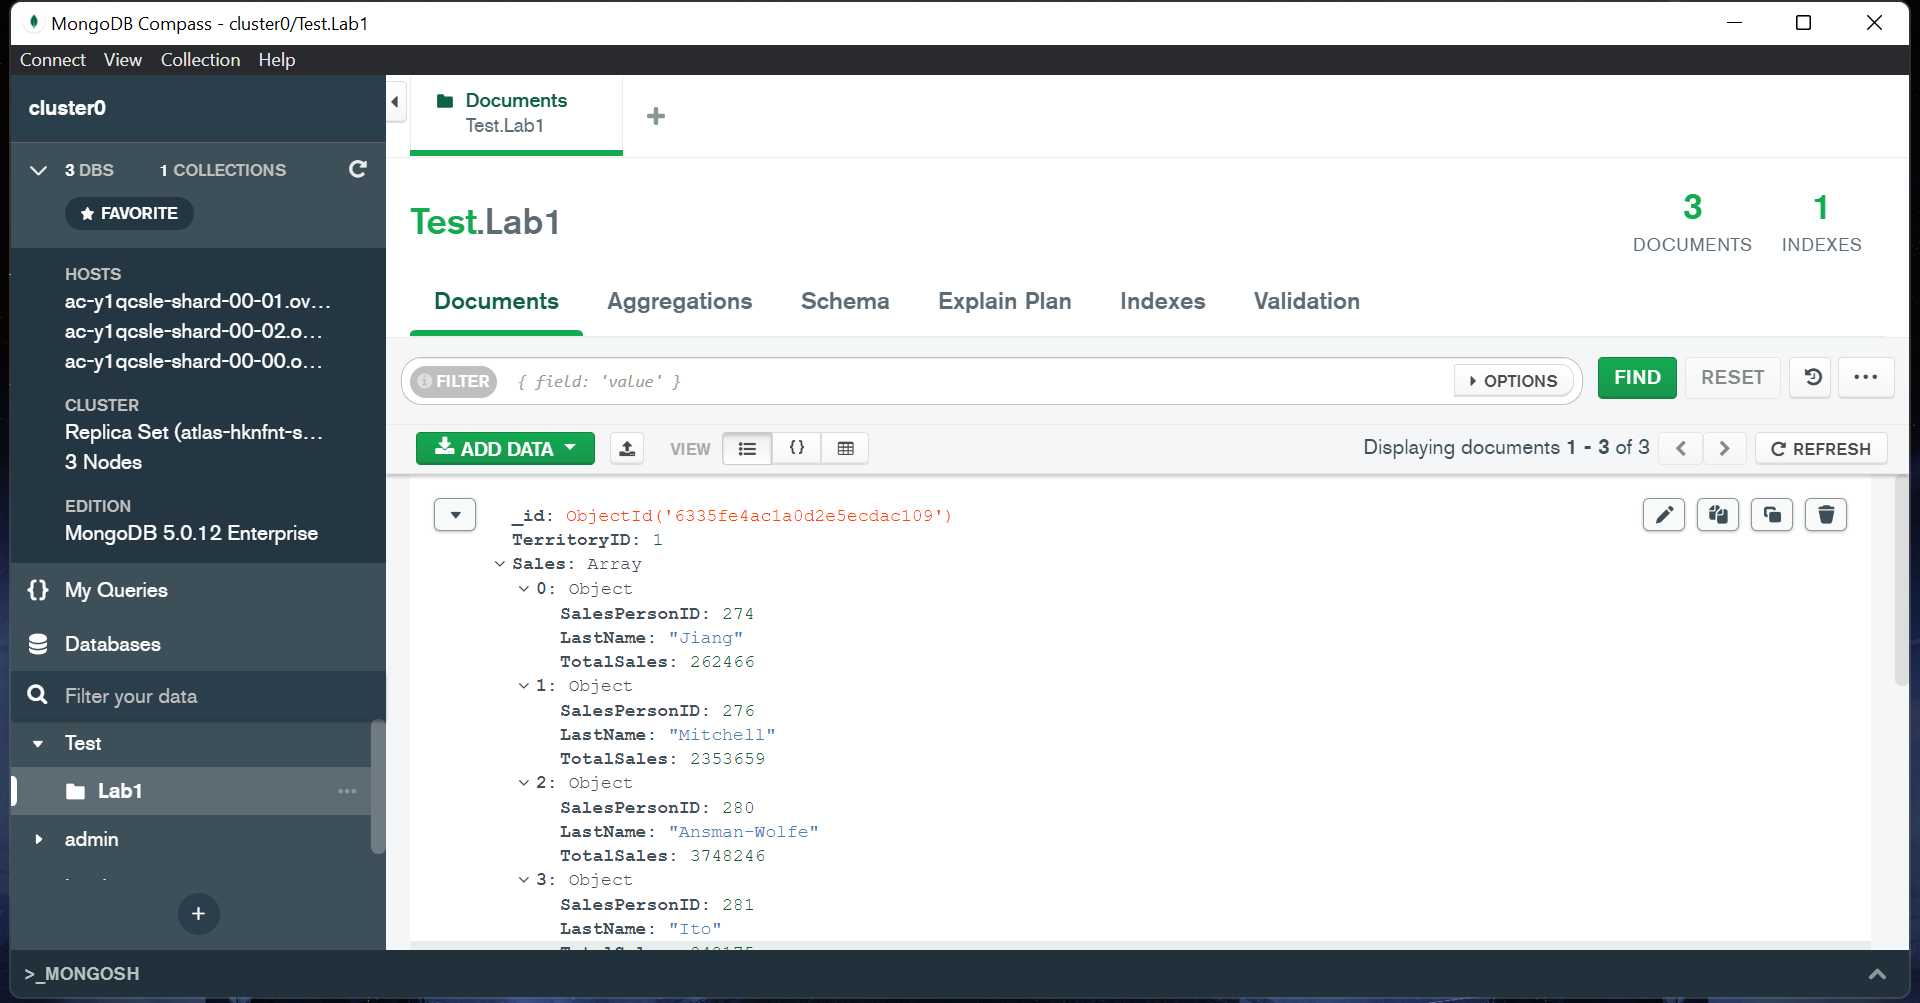 MongoDB Compass - cluster0/Test.Lab1
Connect View Collection Help
cluster0
3 DBS 1 COLLECTIONS
★ FAVORITE
HOSTS
ac-y1qcsle-shard-00-01.ov...
ac-y1qcsle-shard-00-02.o...
ac-y1qcsle-shard-00-00.o...
CLUSTER
Replica Set (atlas-hknfnt-s...
3 Nodes
EDITION
MongoDB 5.0.12 Enterprise
{} My Queries
Databases
Filter your data
Test
Lab1 ...
admin
+
Documents
Test.Lab1
+
Test.Lab1
3
DOCUMENTS
1
INDEXES
Documents Aggregations Schema Explain Plan Indexes Validation
FILTER { field: 'value' } OPTIONS FIND RESET ...
ADD DATA VIEW {} Displaying documents 1 - 3 of 3 < > REFRESH
_id: ObjectId('6335fe4ac1a0d2e5ecdac109')
TerritoryID: 1
Sales: Array
0: Object
SalesPersonID: 274
LastName: "Jiang"
TotalSales: 262466
1: Object
SalesPersonID: 276
LastName: "Mitchell"
TotalSales: 2353659
2: Object
SalesPersonID: 280
LastName: "Ansman-Wolfe"
TotalSales: 3748246
3: Object
SalesPersonID: 281
LastName: "Ito"
>_MONGOSH